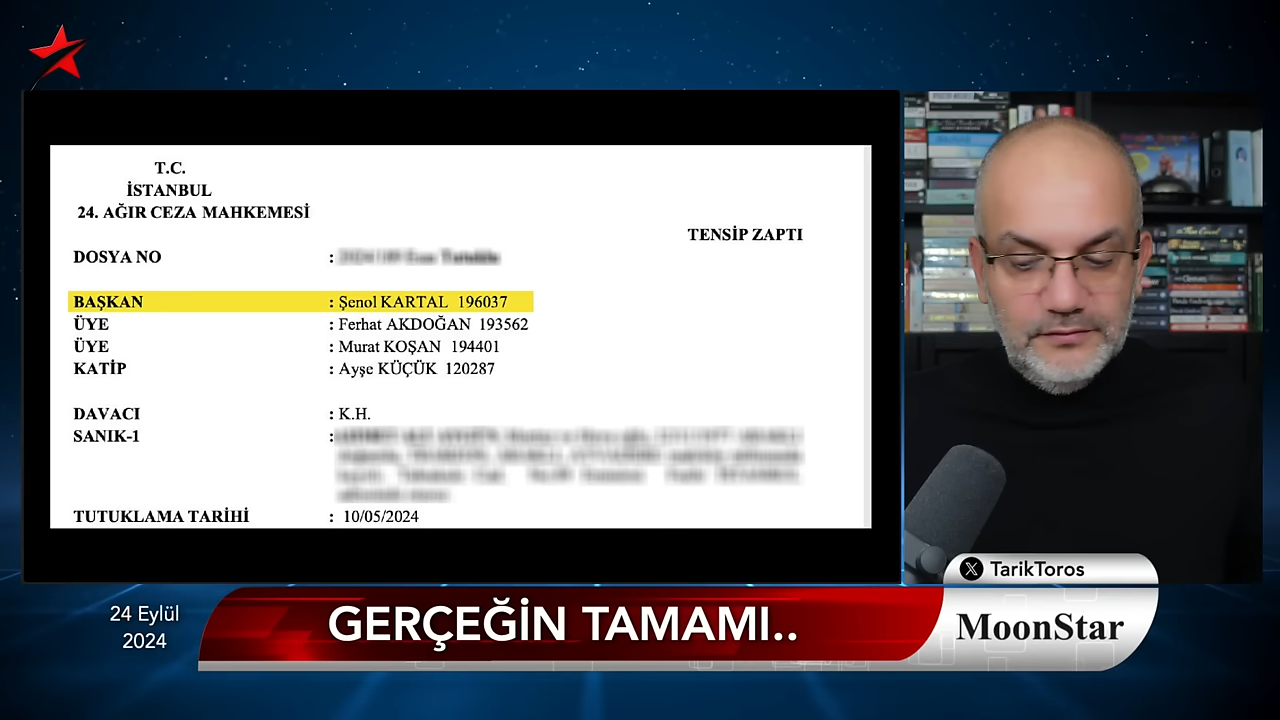 T.C.
İSTANBUL
24. AĞIR CEZA MAHKEMESİ
TENSİP ZAPTI
DOSYA NO :
BAŞKAN : Şenol KARTAL 196037
ÜYE : Ferhat AKDOĞAN 193562
ÜYE : Murat KOŞAN 194401
KATİP : Ayşe KÜÇÜK 120287
DAVACI : K.H.
SANIK-1 :
TUTUKLAMA TARİHİ : 10/05/2024
X TarikToros
24 Eylül
2024
GERÇEĞİN TAMAMI..
MoonStar